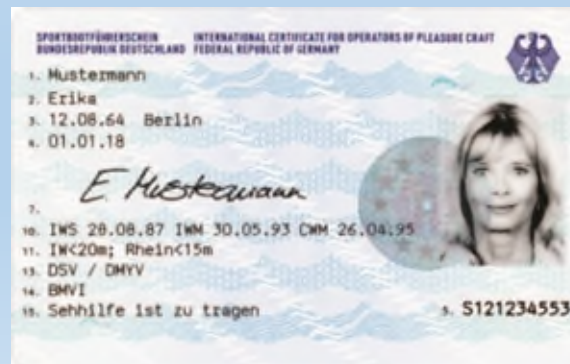 SPORTBOOTFÜHRERSCHEIN INTERNATIONAL CERTIFICATE FOR OPERATORS OF PLEASURE CRAFT
BUNDESREPUBLIK DEUTSCHLAND FEDERAL REPUBLIC OF GERMANY
1. Mustermann
2. Erika
3. 12.08.64 Berlin
4. 01.01.18
E. Mustermann
7.
10. IWS 28.08.87 IWM 30.05.93 CWM 26.04.95
11. IW<20m; Rhein<15m
13. DSV / DMYV
14. BMVI
15. Sehhilfe ist zu tragen 5. S121234553